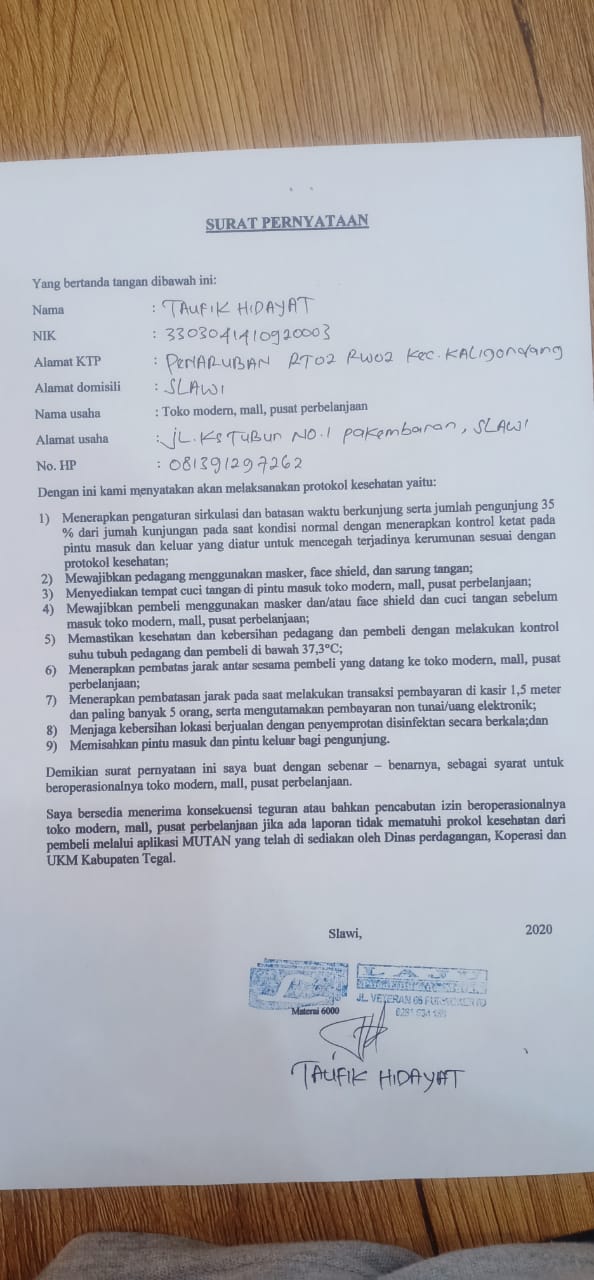 SURAT PERNYATAAN
Yang bertanda tangan dibawah ini:
Nama : TAUFIK HIDAYAT
NIK : 3303041410920003
Alamat KTP : PENARUBAN RT02 RW02 Kec. KALIGONdang
Alamat domisili : SLAWI
Nama usaha : Toko modern, mall, pusat perbelanjaan
Alamat usaha : JL. KS TUBUN NO.1 pakembaran, SLAWI
No. HP : 081391297262
Dengan ini kami menyatakan akan melaksanakan protokol kesehatan yaitu:
1) Menerapkan pengaturan sirkulasi dan batasan waktu berkunjung serta jumlah pengunjung 35
% dari jumah kunjungan pada saat kondisi normal dengan menerapkan kontrol ketat pada
pintu masuk dan keluar yang diatur untuk mencegah terjadinya kerumunan sesuai dengan
protokol kesehatan;
2) Mewajibkan pedagang menggunakan masker, face shield, dan sarung tangan;
3) Menyediakan tempat cuci tangan di pintu masuk toko modern, mall, pusat perbelanjaan;
4) Mewajibkan pembeli menggunakan masker dan/atau face shield dan cuci tangan sebelum
masuk toko modern, mall, pusat perbelanjaan;
5) Memastikan kesehatan dan kebersihan pedagang dan pembeli dengan melakukan kontrol
suhu tubuh pedagang dan pembeli di bawah 37,3°C;
6) Menerapkan pembatas jarak antar sesama pembeli yang datang ke toko modern, mall, pusat
perbelanjaan;
7) Menerapkan pembatasan jarak pada saat melakukan transaksi pembayaran di kasir 1,5 meter
dan paling banyak 5 orang, serta mengutamakan pembayaran non tunai/uang elektronik;
8) Menjaga kebersihan lokasi berjualan dengan penyemprotan disinfektan secara berkala;dan
9) Memisahkan pintu masuk dan pintu keluar bagi pengunjung.
Demikian surat pernyataan ini saya buat dengan sebenar – benarnya, sebagai syarat untuk
beroperasionalnya toko modern, mall, pusat perbelanjaan.
Saya bersedia menerima konsekuensi teguran atau bahkan pencabutan izin beroperasionalnya
toko modern, mall, pusat perbelanjaan jika ada laporan tidak mematuhi prokol kesehatan dari
pembeli melalui aplikasi MUTAN yang telah di sediakan oleh Dinas perdagangan, Koperasi dan
UKM Kabupaten Tegal.
Slawi, 2020
LAJU
JL. VETERAN 06 PURWOKERTO
Materai 6000
TAUFIK HIDAYAT